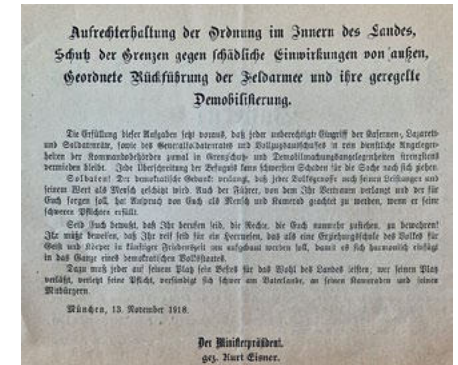 Aufrechterhaltung der Ordnung im Innern des Landes,
Schutz der Grenzen gegen schädliche Einwirkungen von außen,
Geordnete Rückführung der Feldarmee und ihre geregelte
Demobilisierung.
Die Erfüllung dieser Aufgaben setzt voraus, daß jeder unberechtigte Eingriff der Kasernen-, Lazarett-
und Soldatenräte, sowie des Generalsoldatenrates und Vollzugsausschusses in rein dienstliche Angelegen-
heiten der Kommandobehörden zumal in Grenzschutz- und Demobilmachungsangelegenheiten strengstens
vermieden bleibt. Jede Überschreitung der Befugnis kann schwersten Schaden für die Sache nach sich ziehen.
Soldaten! Der demokratische Gedanke verlangt, daß jeder Volksgenosse nach seinen Leistungen und
seinem Wert als Mensch geschätzt wird. Auch der Führer, von dem Ihr Vertrauen verlangt und der für
Euch sorgen soll, hat Anspruch von Euch als Mensch und Kamerad geachtet zu werden, wenn er seine
schweren Pflichten erfüllt.
Seid Euch bewußt, daß Ihr berufen seid, die Rechte, die Euch nunmehr zustehen, zu bewahren!
Ihr müßt beweisen, daß Ihr reif seid für ein Heerwesen, das als eine Erziehungsschule des Volkes für
Geist und Körper in künftiger Friedenszeit neu aufgebaut werden soll, damit es sich harmonisch einfügt
in das Ganze eines demokratischen Volksstaates.
Dazu muß jeder auf seinem Platz sein Bestes für das Wohl des Landes leisten; wer seinen Platz
verläßt, verletzt seine Pflicht, versündigt sich schwer am Vaterlande, an seinen Kameraden und seinen
Mitbürgern.
München, 13. November 1918.
Der Ministerpräsident.
gez. Kurt Eisner.